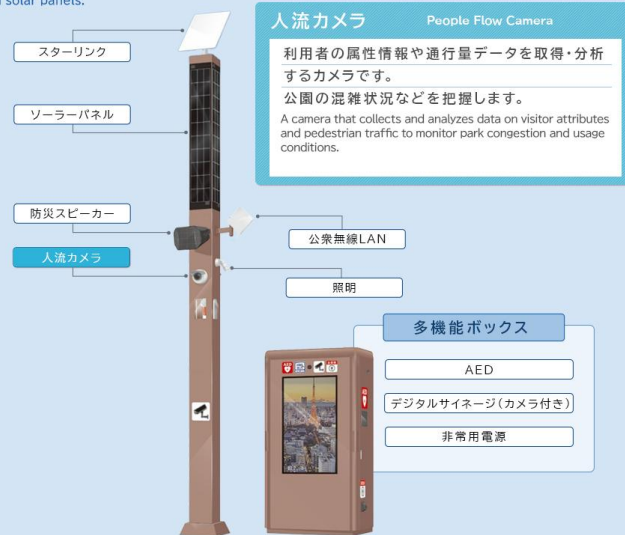 solar panels.
人流カメラ People Flow Camera
利用者の属性情報や通行量データを取得・分析
するカメラです。
公園の混雑状況などを把握します。
A camera that collects and analyzes data on visitor attributes
and pedestrian traffic to monitor park congestion and usage
conditions.
スターリンク
ソーラーパネル
防災スピーカー
人流カメラ
公衆無線LAN
照明
多機能ボックス
AED
デジタルサイネージ(カメラ付き)
非常用電源
AED